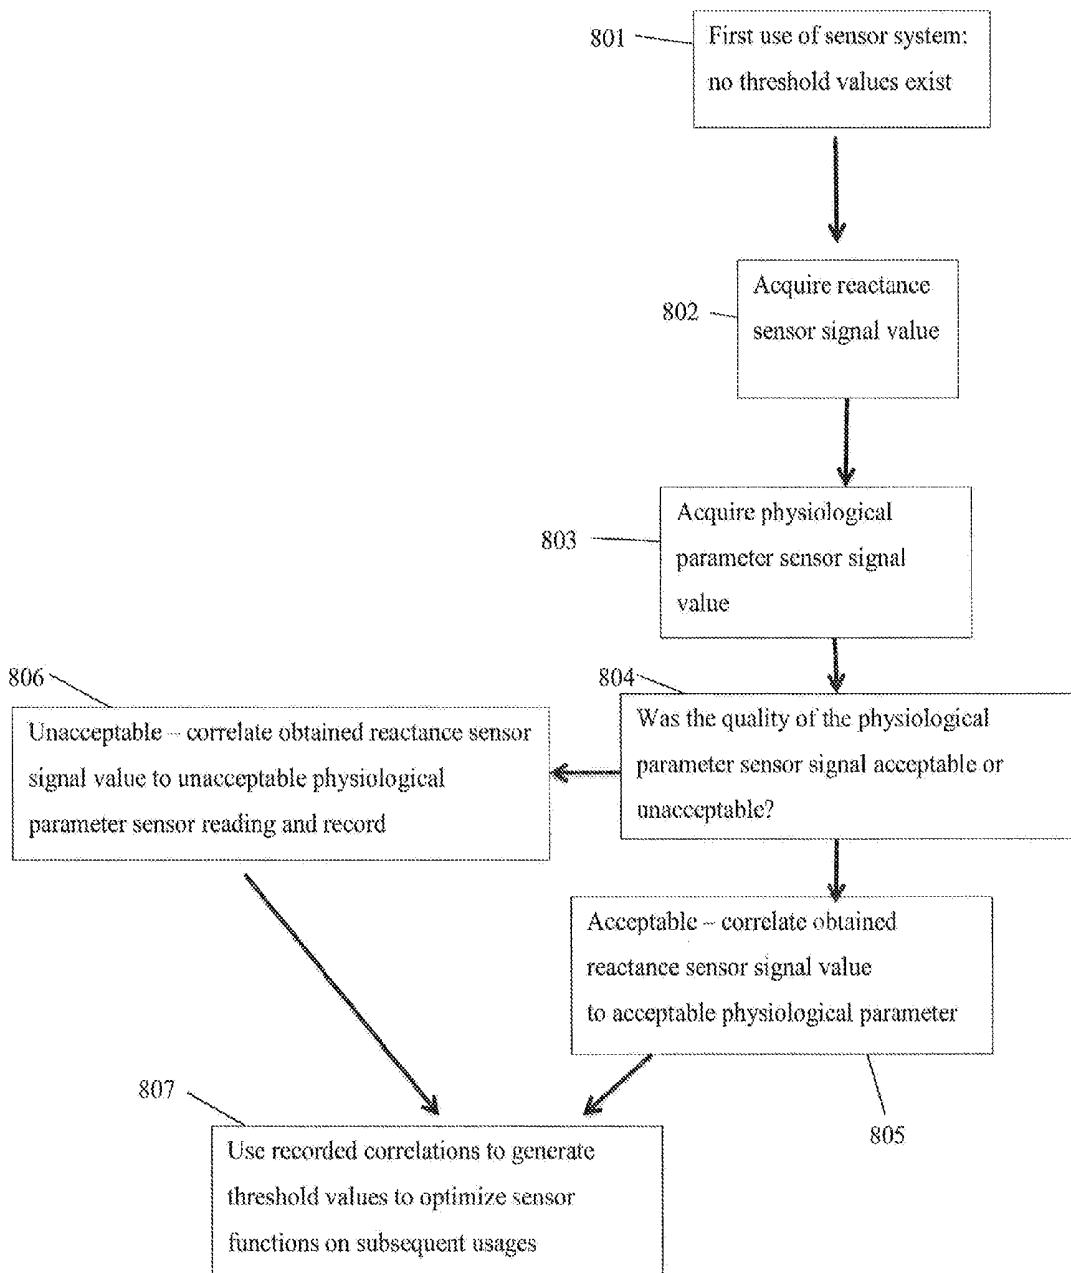 801
First use of sensor system:
no threshold values exist
802
Acquire reactance
sensor signal value
803
Acquire physiological
parameter sensor signal
value
804
Was the quality of the physiological
parameter sensor signal acceptable or
unacceptable?
806
Unacceptable – correlate obtained reactance sensor
signal value to unacceptable physiological
parameter sensor reading and record
Acceptable – correlate obtained
reactance sensor signal value
to acceptable physiological parameter
805
807
Use recorded correlations to generate
threshold values to optimize sensor
functions on subsequent usages